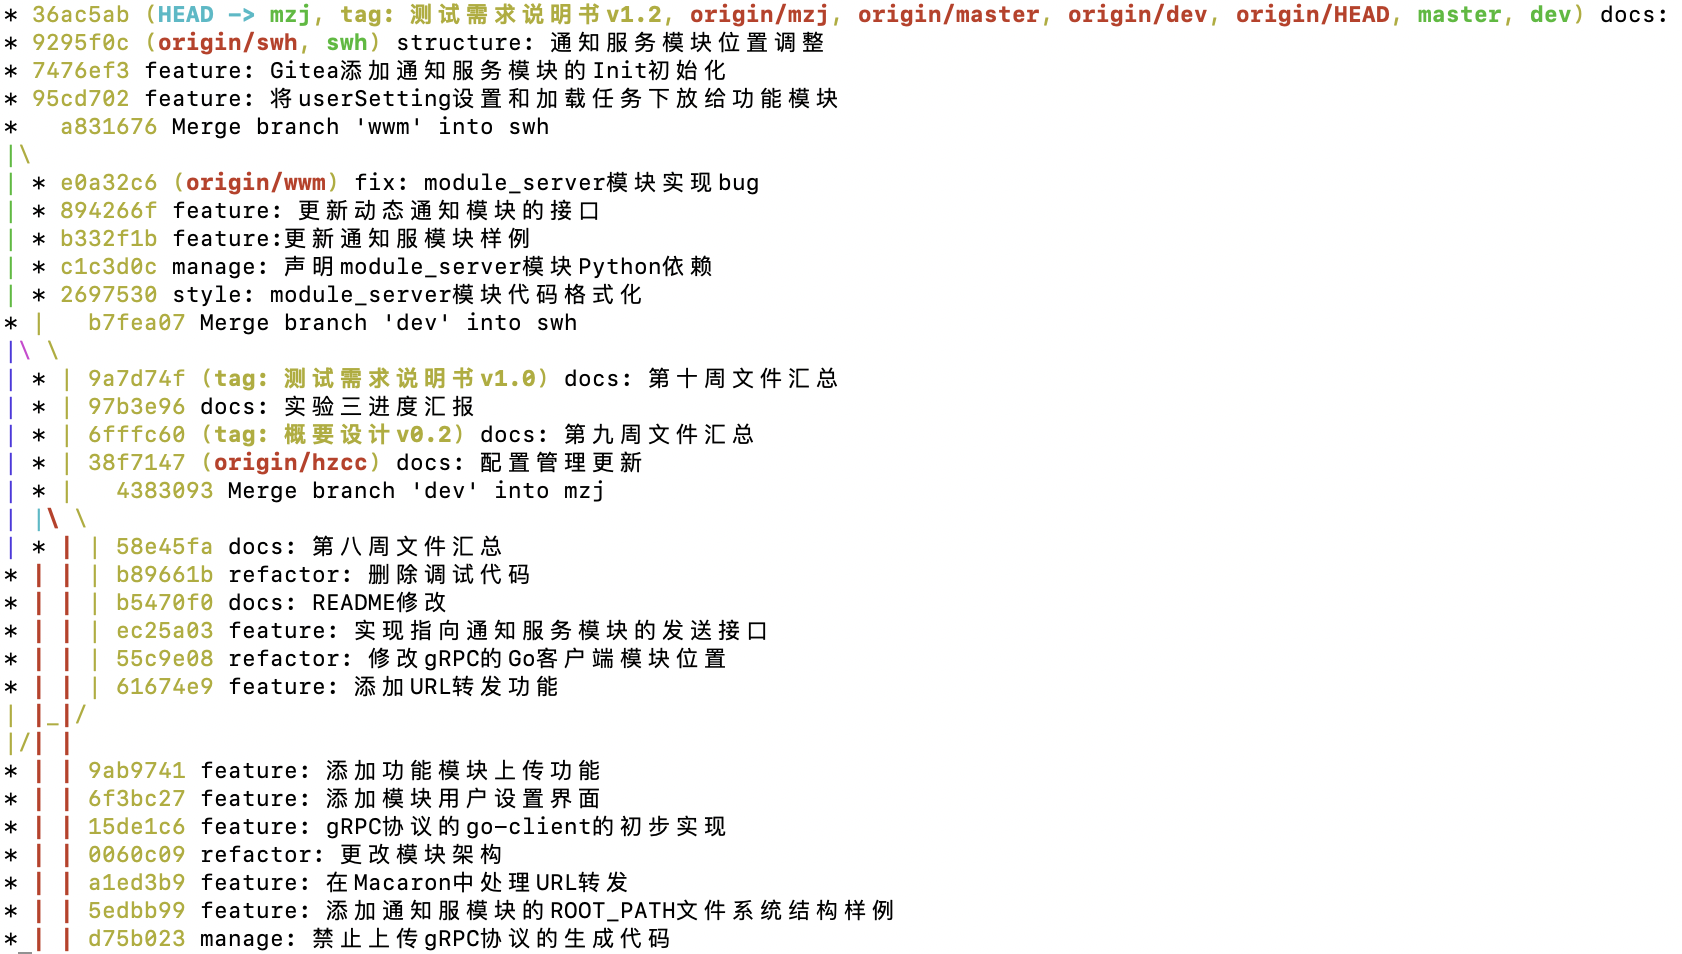 * 36ac5ab (HEAD -> mzj, tag: 测试需求说明书v1.2, origin/mzj, origin/master, origin/dev, origin/HEAD, master, dev) docs:
* 9295f0c (origin/swh, swh) structure: 通知服务模块位置调整
* 7476ef3 feature: Gitea添加通知服务模块的Init初始化
* 95cd702 feature: 将userSetting设置和加载任务下放给功能模块
*   a831676 Merge branch 'wwm' into swh
|\
| * e0a32c6 (origin/wwm) fix: module_server模块实现bug
| * 894266f feature: 更新动态通知模块的接口
| * b332f1b feature:更新通知服模块样例
| * c1c3d0c manage: 声明module_server模块Python依赖
| * 2697530 style: module_server模块代码格式化
* |   b7fea07 Merge branch 'dev' into swh
|\ \
| * | 9a7d74f (tag: 测试需求说明书v1.0) docs: 第十周文件汇总
| * | 97b3e96 docs: 实验三进度汇报
| * | 6fffc60 (tag: 概要设计v0.2) docs: 第九周文件汇总
| * | 38f7147 (origin/hzcc) docs: 配置管理更新
| * |   4383093 Merge branch 'dev' into mzj
| |\ \
| * | | 58e45fa docs: 第八周文件汇总
* | | | b89661b refactor: 删除调试代码
* | | | b5470f0 docs: README修改
* | | | ec25a03 feature: 实现指向通知服务模块的发送接口
* | | | 55c9e08 refactor: 修改gRPC的Go客户端模块位置
* | | | 61674e9 feature: 添加URL转发功能
| |_|/
|/| |
* | | 9ab9741 feature: 添加功能模块上传功能
* | | 6f3bc27 feature: 添加模块用户设置界面
* | | 15de1c6 feature: gRPC协议的go-client的初步实现
* | | 0060c09 refactor: 更改模块架构
* | | a1ed3b9 feature: 在Macaron中处理URL转发
* | | 5edbb99 feature: 添加通知服模块的ROOT_PATH文件系统结构样例
* | | d75b023 manage: 禁止上传gRPC协议的生成代码